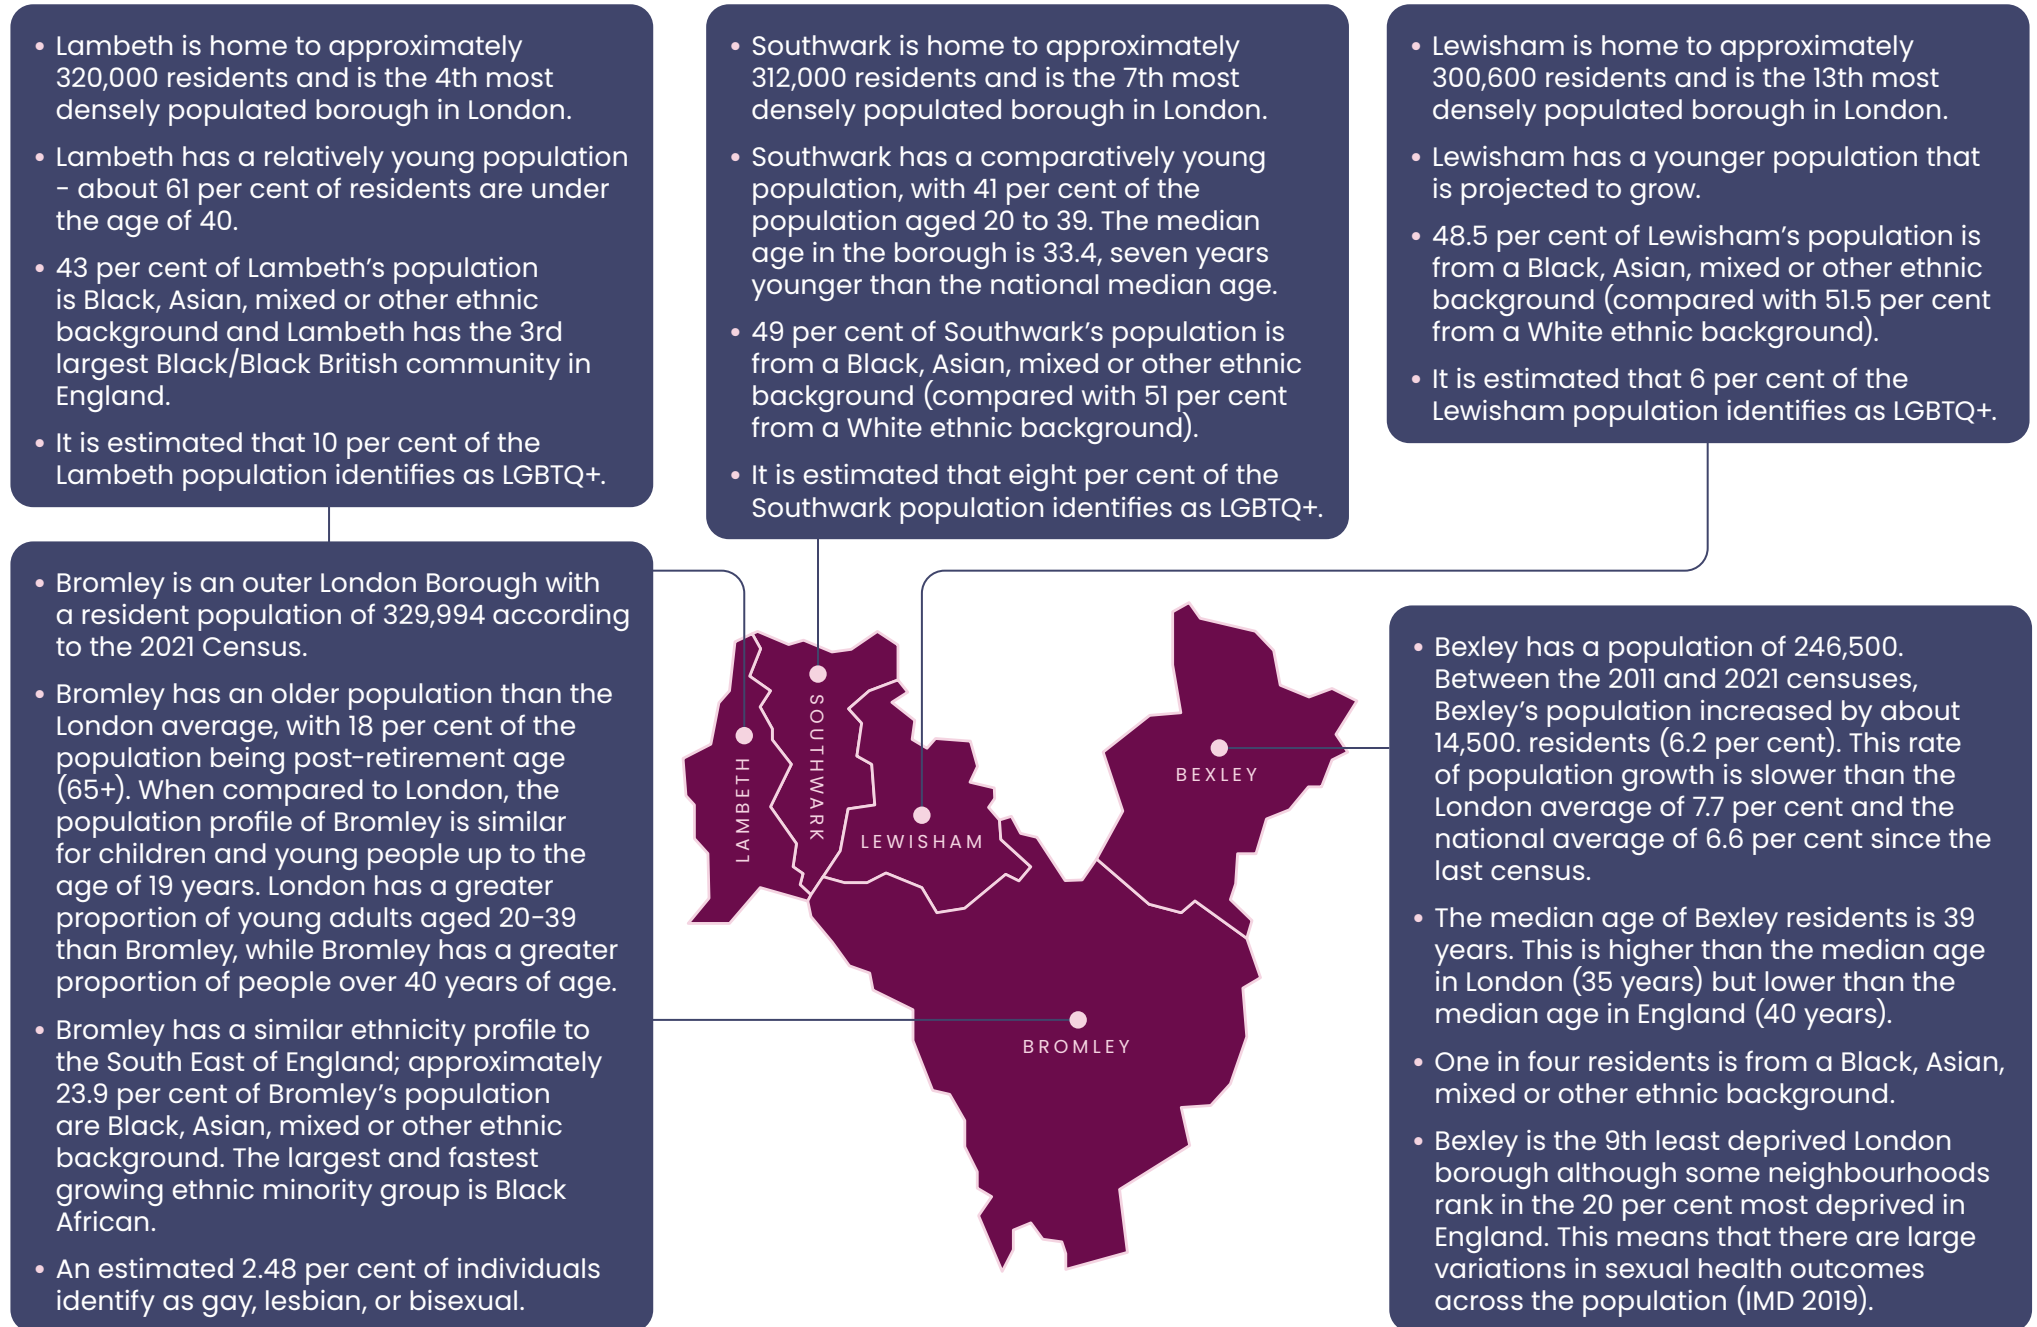 • Lambeth is home to approximately
320,000 residents and is the 4th most
densely populated borough in London.
• Lambeth has a relatively young population
- about 61 per cent of residents are under
the age of 40.
• 43 per cent of Lambeth's population
is Black, Asian, mixed or other ethnic
background and Lambeth has the 3rd
largest Black/Black British community in
England.
• It is estimated that 10 per cent of the
Lambeth population identifies as LGBTQ+.
• Southwark is home to approximately
312,000 residents and is the 7th most
densely populated borough in London.
• Southwark has a comparatively young
population, with 41 per cent of the
population aged 20 to 39. The median
age in the borough is 33.4, seven years
younger than the national median age.
• 49 per cent of Southwark's population is
from a Black, Asian, mixed or other ethnic
background (compared with 51 per cent
from a White ethnic background).
• It is estimated that eight per cent of the
Southwark population identifies as LGBTQ+.
• Lewisham is home to approximately
300,600 residents and is the 13th most
densely populated borough in London.
• Lewisham has a younger population that
is projected to grow.
• 48.5 per cent of Lewisham's population is
from a Black, Asian, mixed or other ethnic
background (compared with 51.5 per cent
from a White ethnic background).
• It is estimated that 6 per cent of the
Lewisham population identifies as LGBTQ+.
• Bromley is an outer London Borough with
a resident population of 329,994 according
to the 2021 Census.
• Bromley has an older population than the
London average, with 18 per cent of the
population being post-retirement age
(65+). When compared to London, the
population profile of Bromley is similar
for children and young people up to the
age of 19 years. London has a greater
proportion of young adults aged 20-39
than Bromley, while Bromley has a greater
proportion of people over 40 years of age.
• Bromley has a similar ethnicity profile to
the South East of England; approximately
23.9 per cent of Bromley's population
are Black, Asian, mixed or other ethnic
background. The largest and fastest
growing ethnic minority group is Black
African.
• An estimated 2.48 per cent of individuals
identify as gay, lesbian, or bisexual.
LAMBETH
SOUTHWARK
LEWISHAM
BEXLEY
BROMLEY
• Bexley has a population of 246,500.
Between the 2011 and 2021 censuses,
Bexley's population increased by about
14,500. residents (6.2 per cent). This rate
of population growth is slower than the
London average of 7.7 per cent and the
national average of 6.6 per cent since the
last census.
• The median age of Bexley residents is 39
years. This is higher than the median age
in London (35 years) but lower than the
median age in England (40 years).
• One in four residents is from a Black, Asian,
mixed or other ethnic background.
• Bexley is the 9th least deprived London
borough although some neighbourhoods
rank in the 20 per cent most deprived in
England. This means that there are large
variations in sexual health outcomes
across the population (IMD 2019).